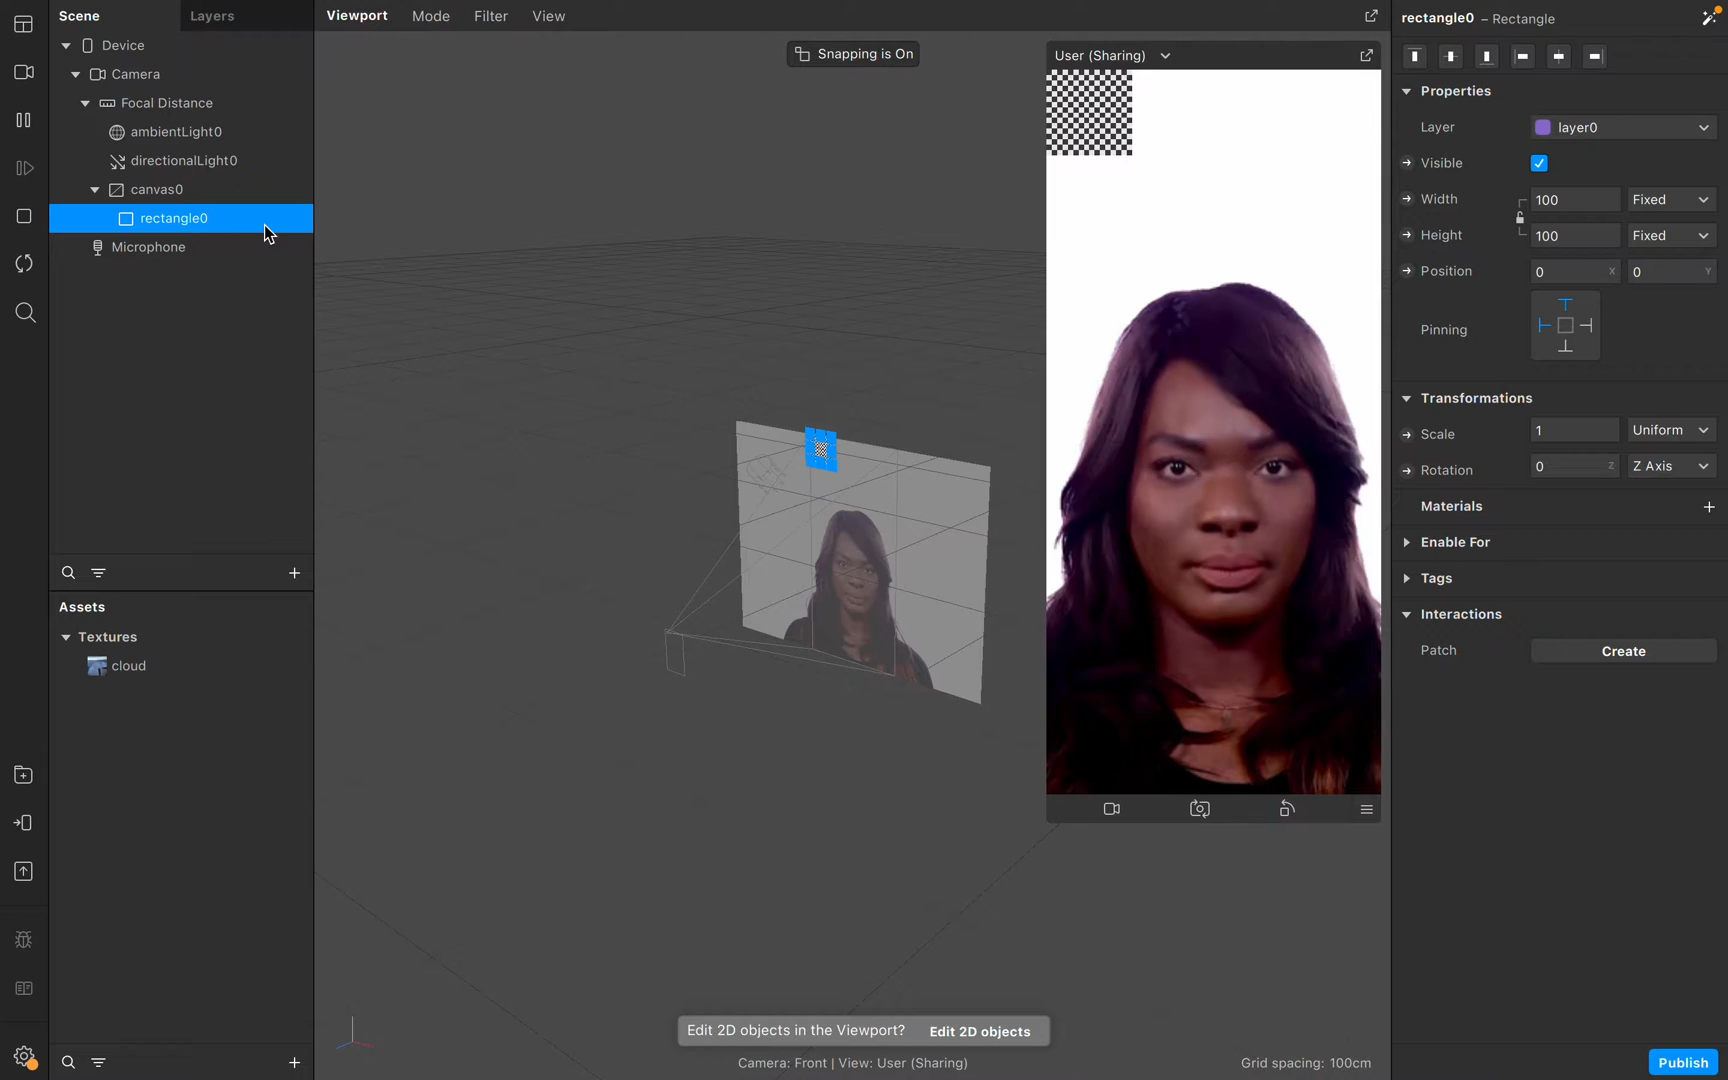 Scene
Layers
Viewport
Mode
Filter
View
rectangle0 – Rectangle
Device
Camera
Focal Distance
ambientLight0
directionalLight0
canvas0
rectangle0
Microphone
Snapping is On
User (Sharing)
Properties
Layer
layer0
Visible
Width
100
Fixed
Height
100
Fixed
Position
0
X
0
Y
Pinning
Transformations
Scale
1
Uniform
Rotation
0
Z
Z Axis
Materials
Enable For
Tags
Interactions
Patch
Create
Assets
Textures
cloud
Edit 2D objects in the Viewport?
Edit 2D objects
Camera: Front | View: User (Sharing)
Grid spacing: 100cm
Publish